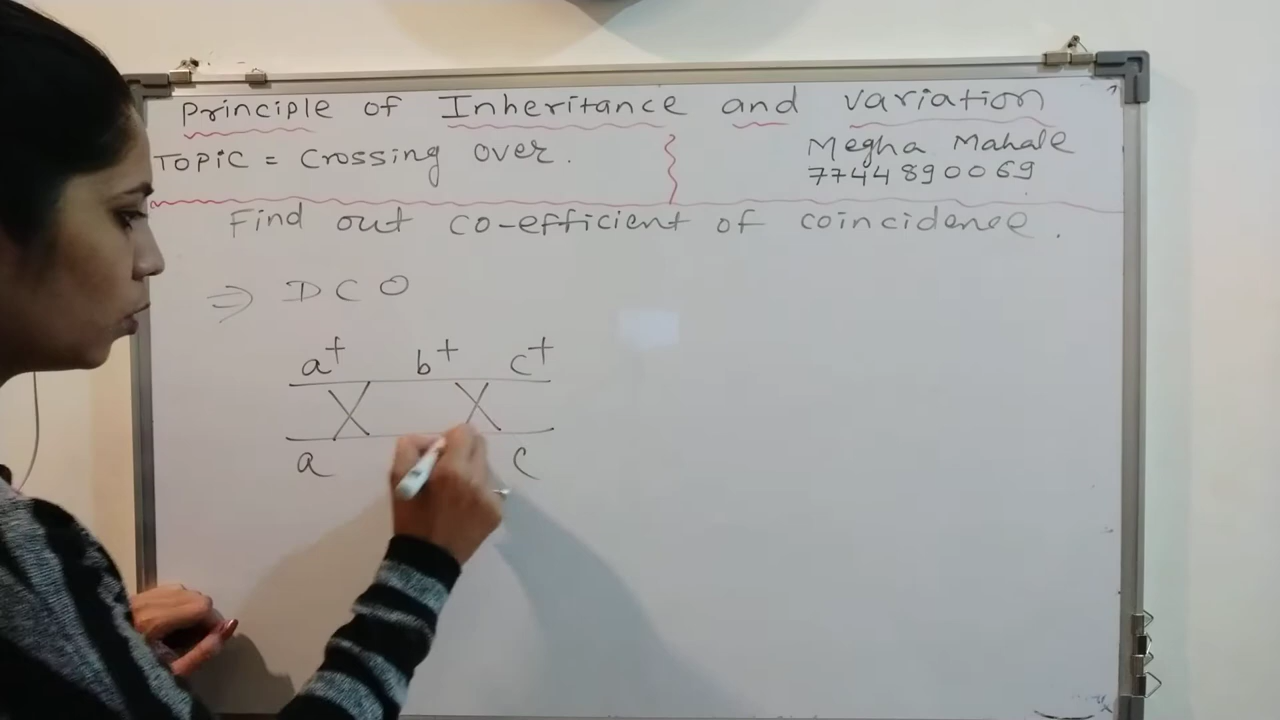 Principle of Inheritance and variation
TOPIC = Crossing over.
Megha Mahale
7744890069
Find out co-efficient of coincidence.
⇒ DCO
a+ b+ c+
a c